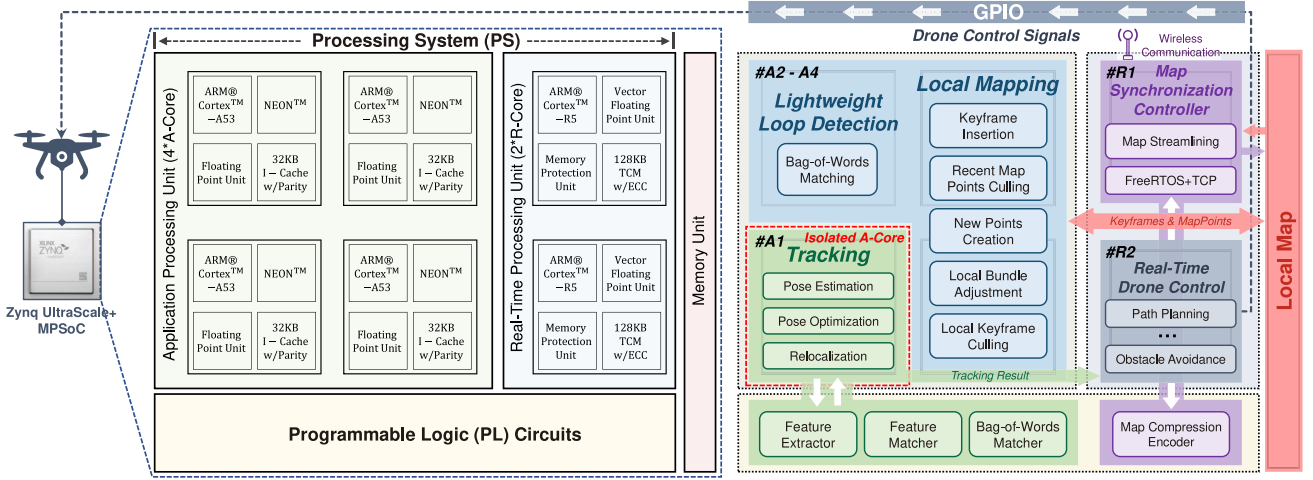 GPIO
Drone Control Signals
Wireless
Communication
XILINX
ZYNQ
Zynq UltraScale+
MPSoC
Processing System (PS)
Application Processing Unit (4*A-Core)
ARM®
Cortex™
−A53
NEON™
Floating
Point Unit
32KB
I − Cache
w/Parity
ARM®
Cortex™
−A53
NEON™
Floating
Point Unit
32KB
I − Cache
w/Parity
ARM®
Cortex™
−A53
NEON™
Floating
Point Unit
32KB
I − Cache
w/Parity
ARM®
Cortex™
−A53
NEON™
Floating
Point Unit
32KB
I − Cache
w/Parity
Real-Time Processing Unit (2*R-Core)
ARM®
Cortex™
−R5
Vector
Floating
Point Unit
Memory
Protection
Unit
128KB
TCM
w/ECC
ARM®
Cortex™
−R5
Vector
Floating
Point Unit
Memory
Protection
Unit
128KB
TCM
w/ECC
Memory Unit
Programmable Logic (PL) Circuits
#A2 - A4
Lightweight
Loop Detection
Bag-of-Words
Matching
Local Mapping
Keyframe
Insertion
Recent Map
Points Culling
New Points
Creation
Local Bundle
Adjustment
Local Keyframe
Culling
Isolated A-Core
#A1
Tracking
Pose Estimation
Pose Optimization
Relocalization
Tracking Result
#R1
Map
Synchronization
Controller
Map Streamlining
FreeRTOS+TCP
Keyframes & MapPoints
#R2
Real-Time
Drone Control
Path Planning
...
Obstacle Avoidance
Local Map
Feature
Extractor
Feature
Matcher
Bag-of-Words
Matcher
Map Compression
Encoder